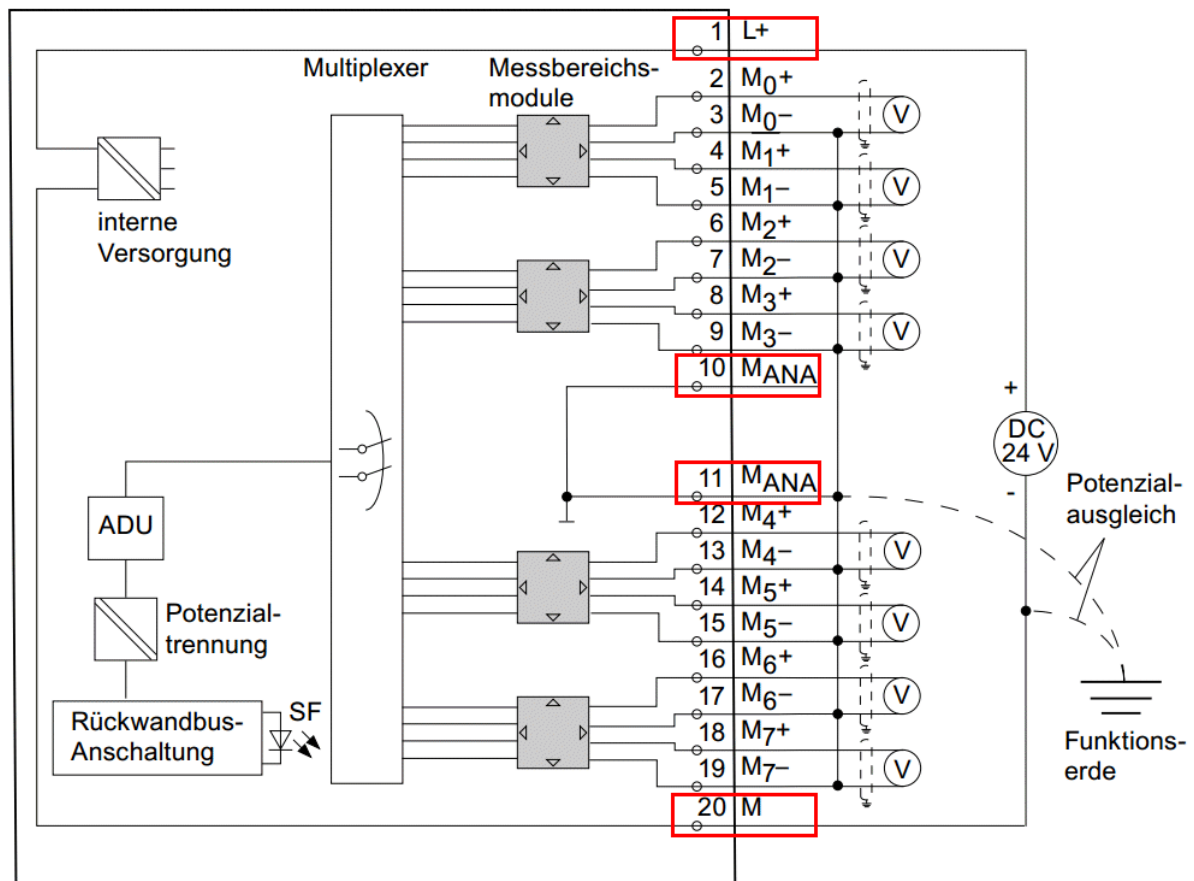 1 L+
Multiplexer
Messbereichs-
module
2 M0+
3 M0−
4 M1+
5 M1−
interne
Versorgung
6 M2+
7 M2−
8 M3+
9 M3−
10 MANA
+
DC
24 V
-
11 MANA
Potenzial-
ausgleich
ADU
12 M4+
13 M4−
14 M5+
15 M5−
Potenzial-
trennung
16 M6+
17 M6−
18 M7+
19 M7−
20 M
Rückwandbus-
Anschaltung
SF
Funktions-
erde
V
V
V
V
V
V
V
V